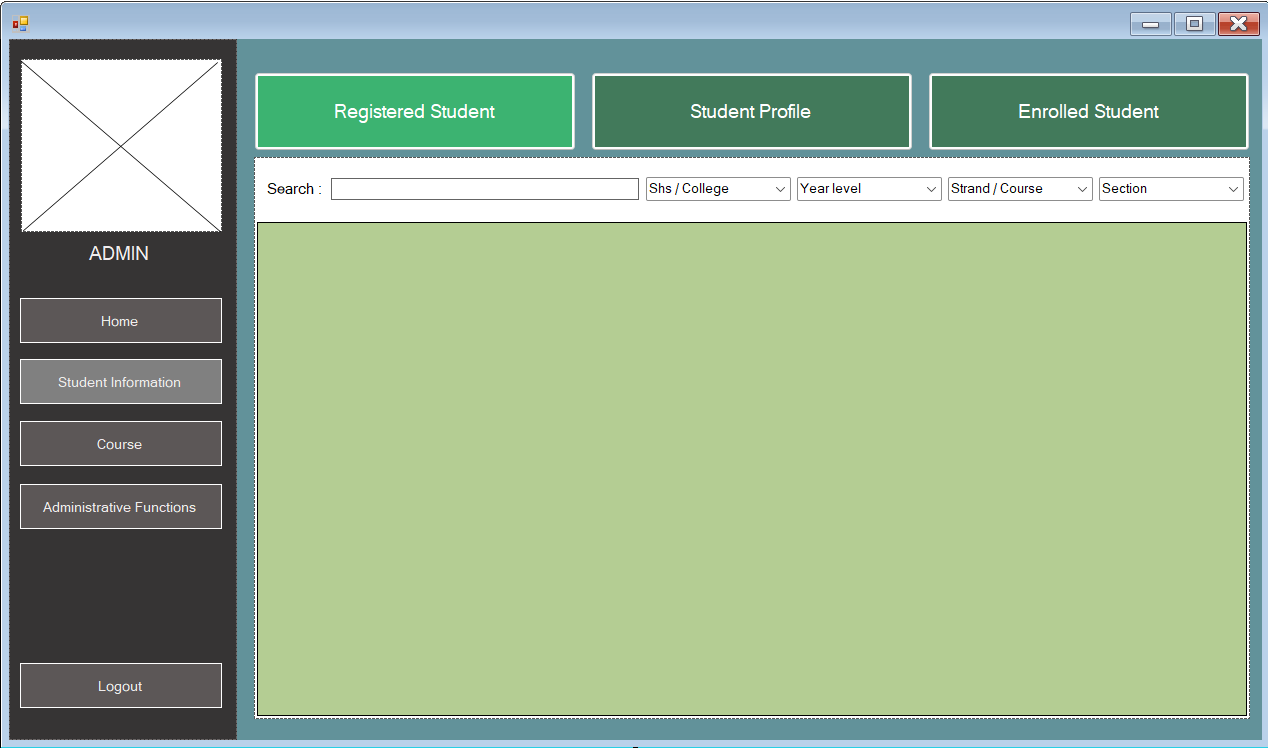 ADMIN
Home
Student Information
Course
Administrative Functions
Logout
Registered Student
Student Profile
Enrolled Student
Search :
Shs / College
Year level
Strand / Course
Section